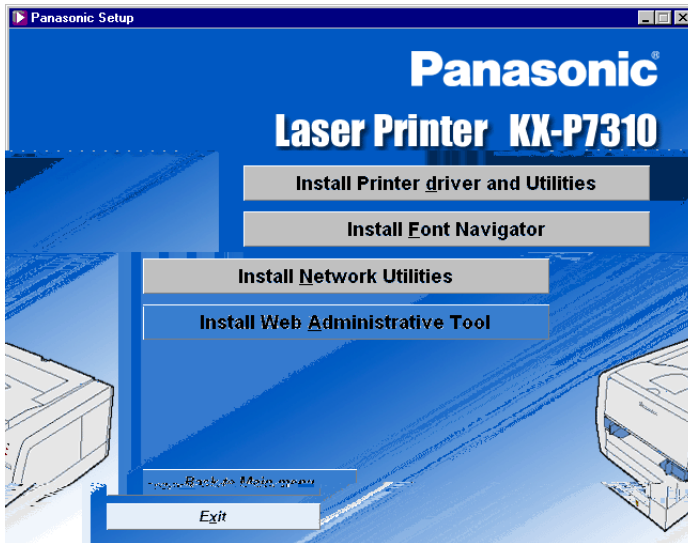 Panasonic Setup
Panasonic®
Laser Printer KX-P7310
Install Printer driver and Utilities
Install Font Navigator
Install Network Utilities
Install Web Administrative Tool
Back to Main menu
Exit